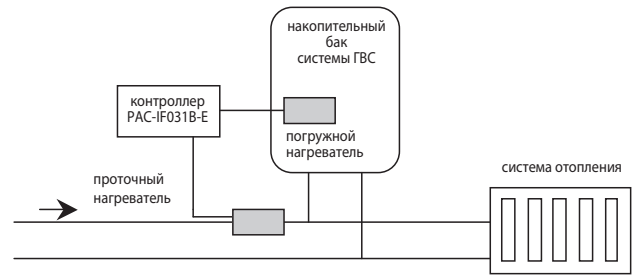 накопительный
бак
системы ГВС
контроллер
PAC-IF031B-E
погружной
нагреватель
система отопления
проточный
нагреватель